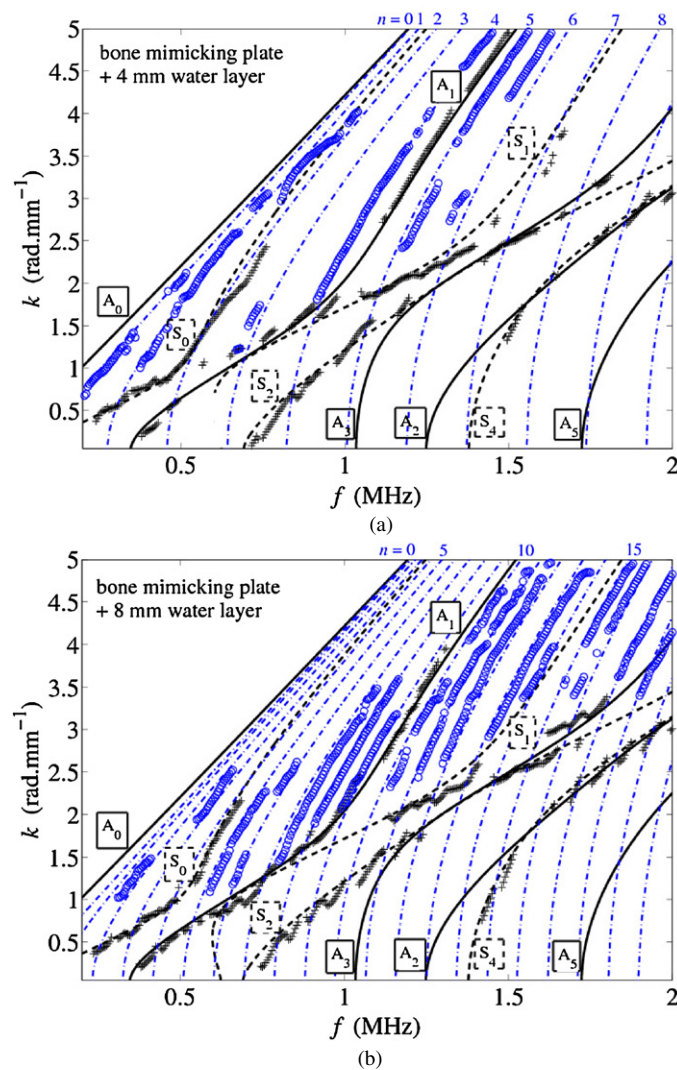 n = 0 1 2 3 4 5 6 7 8
bone mimicking plate
+ 4 mm water layer
5
4.5
4
3.5
3
2.5
2
1.5
1
0.5
k (rad.mm⁻¹)
A₁
S₁
A₀
S₀
S₂
A₃
A₂
S₄
A₅
0.5 1 1.5 2
f (MHz)
(a)
n = 0 5 10 15
bone mimicking plate
+ 8 mm water layer
5
4.5
4
3.5
3
2.5
2
1.5
1
0.5
k (rad.mm⁻¹)
A₁
S₁
A₀
S₀
S₂
A₃
A₂
S₄
A₅
0.5 1 1.5 2
f (MHz)
(b)